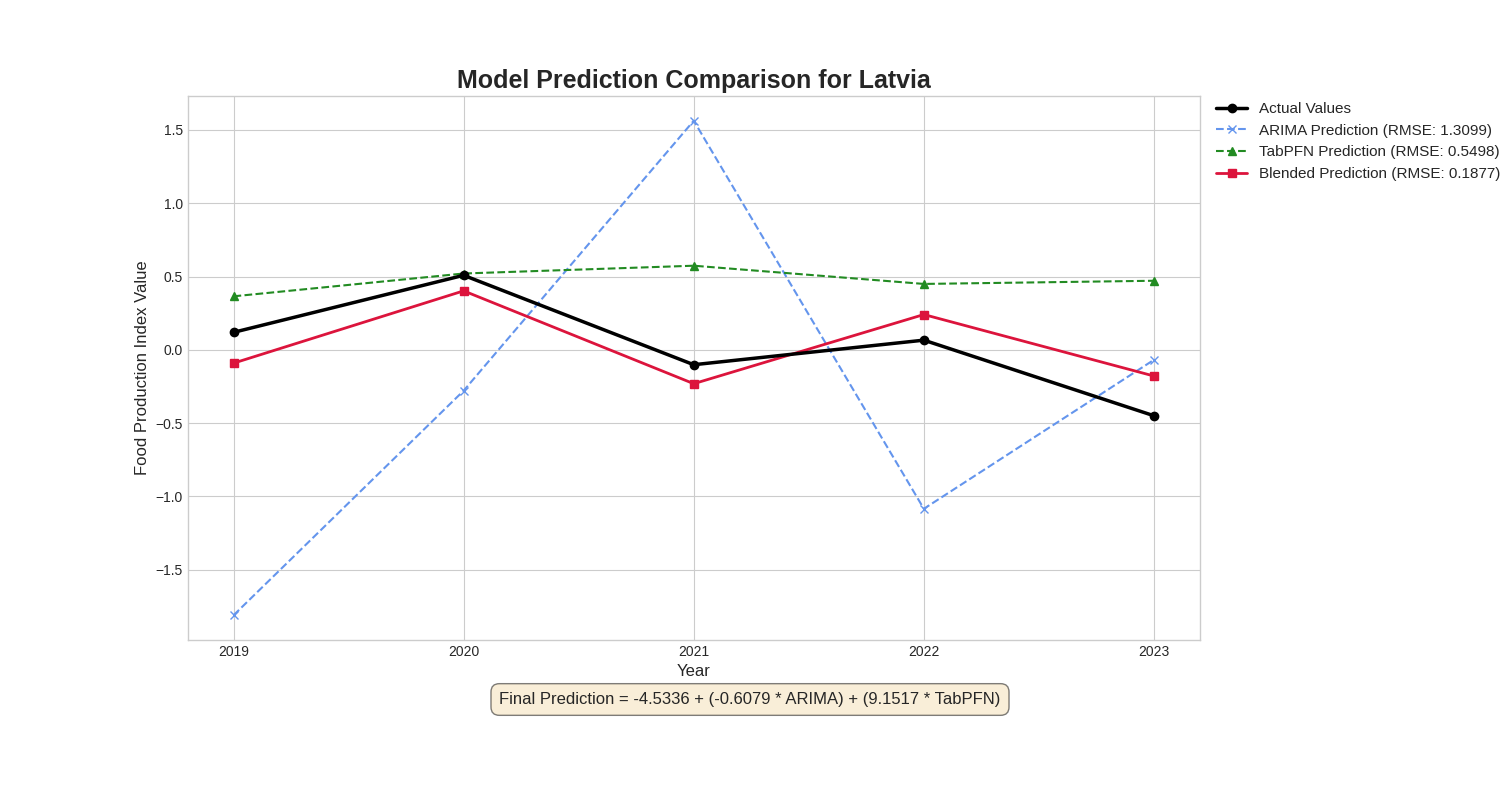 Model Prediction Comparison for Latvia
Actual Values
ARIMA Prediction (RMSE: 1.3099)
TabPFN Prediction (RMSE: 0.5498)
Blended Prediction (RMSE: 0.1877)
Food Production Index Value
1.5
1.0
0.5
0.0
−0.5
−1.0
−1.5
2019 2020 2021 2022 2023
Year
Final Prediction = -4.5336 + (-0.6079 * ARIMA) + (9.1517 * TabPFN)